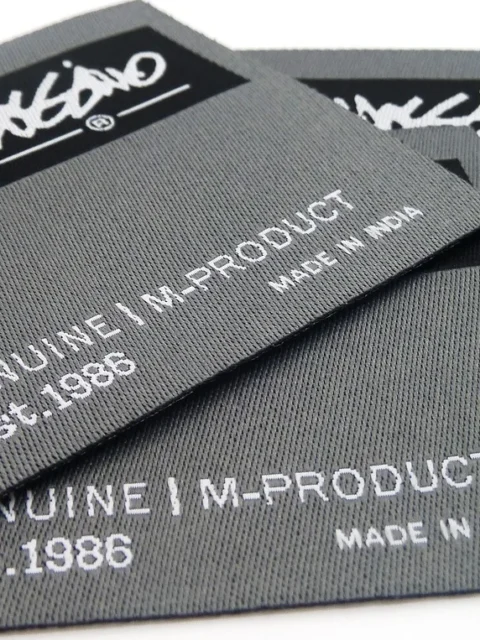 ®
NUINE | M-PRODUCT
MADE IN INDIA
st.1986
NUINE | M-PRODUCT
MADE IN
.1986